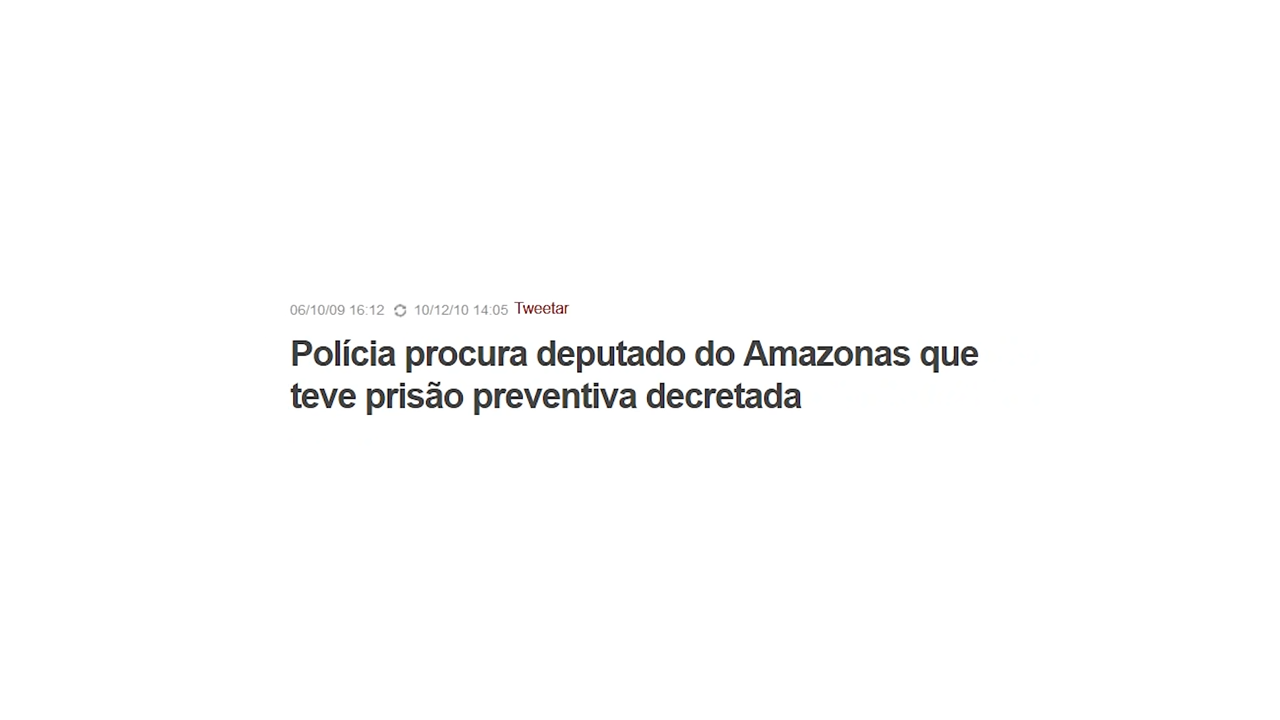 06/10/09 16:12 10/12/10 14:05 Tweetar
Polícia procura deputado do Amazonas que
teve prisão preventiva decretada